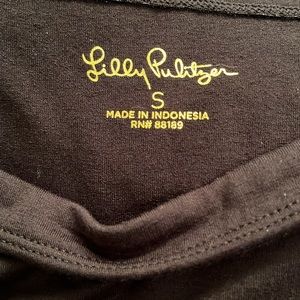 Lilly Pulitzer
S
MADE IN INDONESIA
RN# 88189